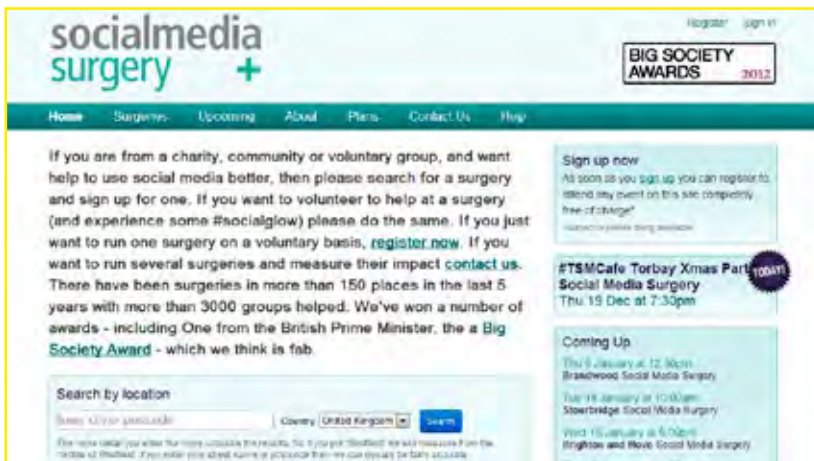 Register Sign in
socialmedia
surgery +
BIG SOCIETY
AWARDS 2012
Home Surgeries Upcoming About Plans Contact Us Help
If you are from a charity, community or voluntary group, and want
help to use social media better, then please search for a surgery
and sign up for one. If you want to volunteer to help at a surgery
(and experience some #socialglow) please do the same. If you just
want to run one surgery on a voluntary basis, register now. If you
want to run several surgeries and measure their impact contact us.
There have been surgeries in more than 150 places in the last 5
years with more than 3000 groups helped. We've won a number of
awards - including One from the British Prime Minister, the a Big
Society Award - which we think is fab.
Search by location
Country United Kingdom Search
Sign up now
As soon as you sign up you can register to
attend any event on this site completely
free of charge*
#TSMCafe Torbay Xmas Part
Social Media Surgery
Thu 19 Dec at 7:30pm
TODAY!
Coming Up
January at
Brandwood Social Media Surgery
January at
Stourbridge Social Media Surgery
January at
Brighton and Hove Social Media Surgery